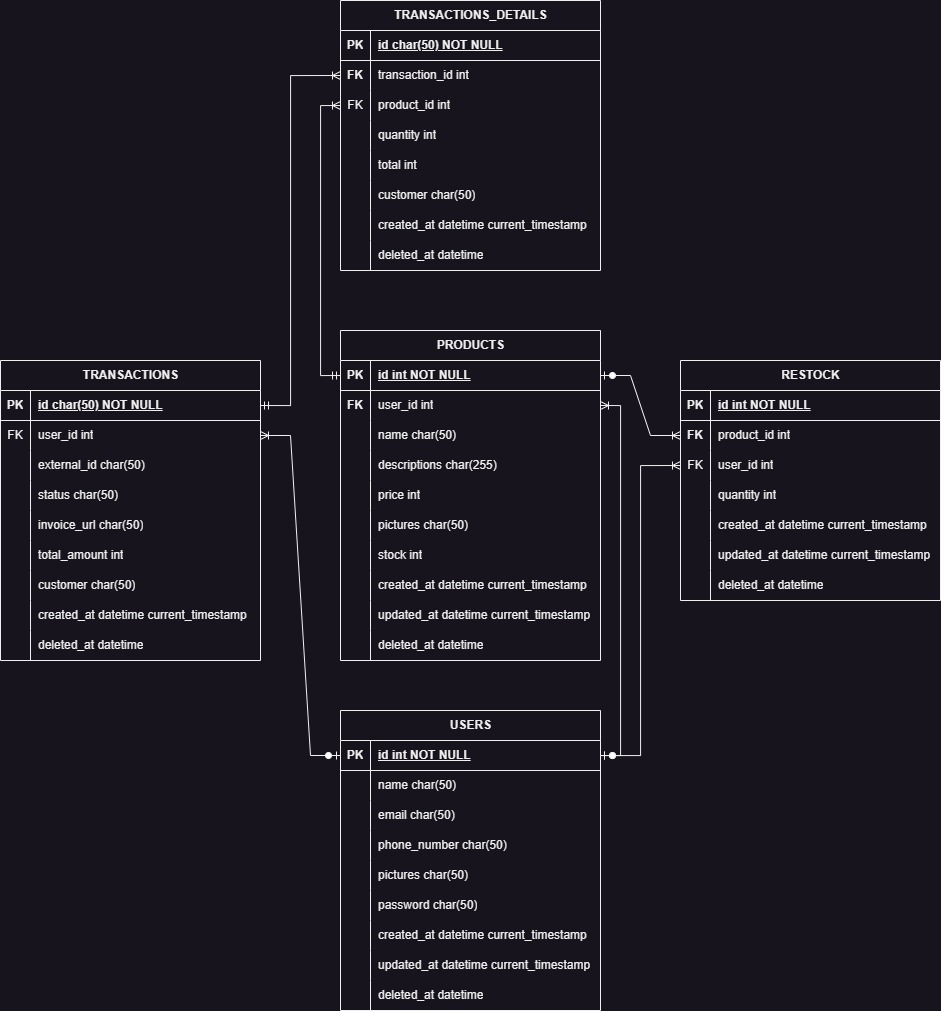 TRANSACTIONS_DETAILS
PK id char(50) NOT NULL
FK transaction_id int
FK product_id int
quantity int
total int
customer char(50)
created_at datetime current_timestamp
deleted_at datetime
TRANSACTIONS
PK id char(50) NOT NULL
FK user_id int
external_id char(50)
status char(50)
invoice_url char(50)
total_amount int
customer char(50)
created_at datetime current_timestamp
deleted_at datetime
PRODUCTS
PK id int NOT NULL
FK user_id int
name char(50)
descriptions char(255)
price int
pictures char(50)
stock int
created_at datetime current_timestamp
updated_at datetime current_timestamp
deleted_at datetime
RESTOCK
PK id int NOT NULL
FK product_id int
FK user_id int
quantity int
created_at datetime current_timestamp
updated_at datetime current_timestamp
deleted_at datetime
USERS
PK id int NOT NULL
name char(50)
email char(50)
phone_number char(50)
pictures char(50)
password char(50)
created_at datetime current_timestamp
updated_at datetime current_timestamp
deleted_at datetime